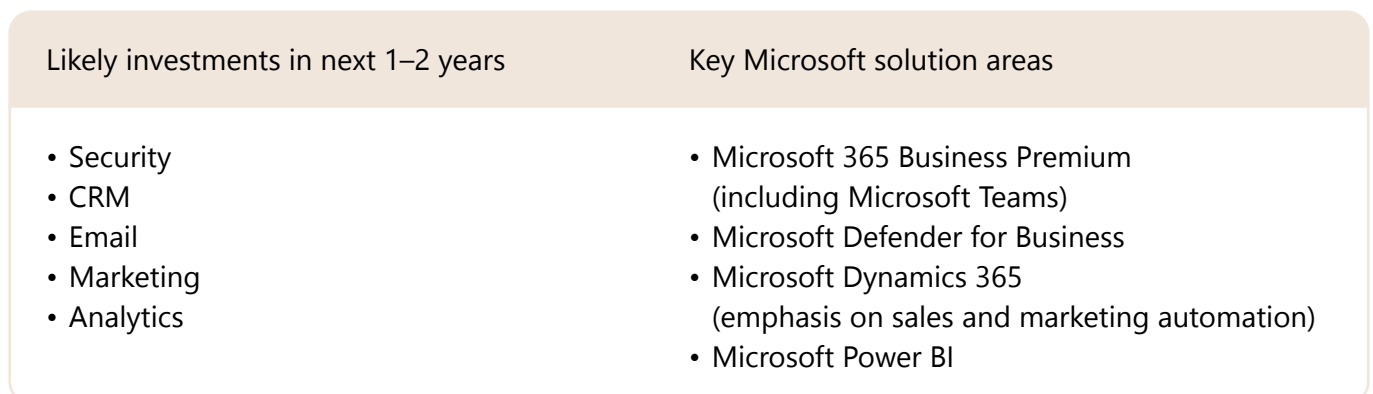 Likely investments in next 1–2 years
Key Microsoft solution areas
• Security
• CRM
• Email
• Marketing
• Analytics
• Microsoft 365 Business Premium
(including Microsoft Teams)
• Microsoft Defender for Business
• Microsoft Dynamics 365
(emphasis on sales and marketing automation)
• Microsoft Power BI